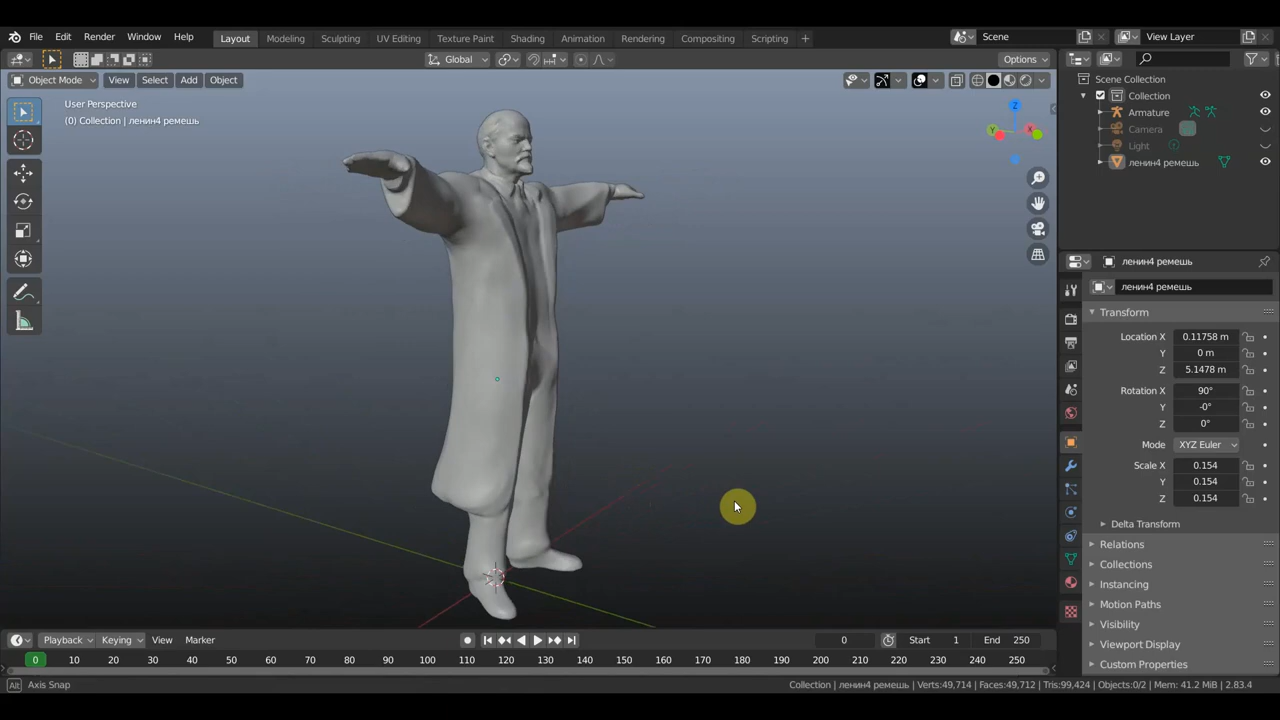 File Edit Render Window Help Layout Modeling Sculpting UV Editing Texture Paint Shading Animation Rendering Compositing Scripting + Scene View Layer
Global Options
Object Mode View Select Add Object
User Perspective
(0) Collection | ленин4 ремешь
Z
Y
X
Scene Collection
Collection
Armature
Camera
Light
ленин4 ремешь
ленин4 ремешь
ленин4 ремешь
Transform
Location X 0.11758 m
Y 0 m
Z 5.1478 m
Rotation X 90°
Y -0°
Z 0°
Mode XYZ Euler
Scale X 0.154
Y 0.154
Z 0.154
Delta Transform
Relations
Collections
Instancing
Motion Paths
Visibility
Viewport Display
Custom Properties
Playback Keying View Marker 0 Start 1 End 250
0 10 20 30 40 50 60 70 80 90 100 110 120 130 140 150 160 170 180 190 200 210 220 230 240 250
Alt Axis Snap Collection | ленин4 ремешь | Verts:49,714 | Faces:49,712 | Tris:99,424 | Objects:0/2 | Mem: 41.2 MiB | 2.83.4